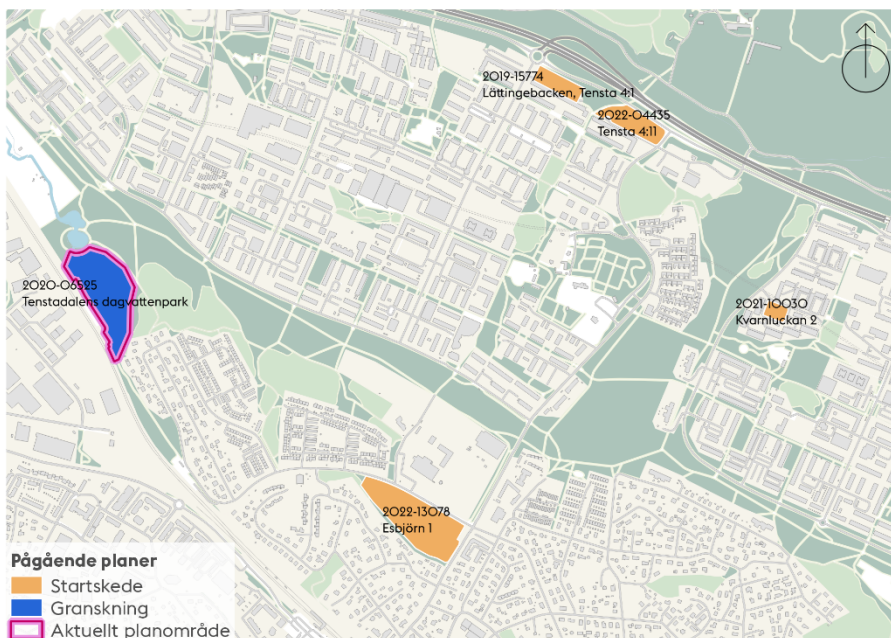 2019-15774
Lättingebacken, Tensta 4:1
2022-04435
Tensta 4:11
2020-06525
Tenstadalens dagvattenpark
2021-10030
Kvarnluckan 2
2022-13078
Esbjörn 1
Pågående planer
Startskede
Granskning
Aktuellt planområde